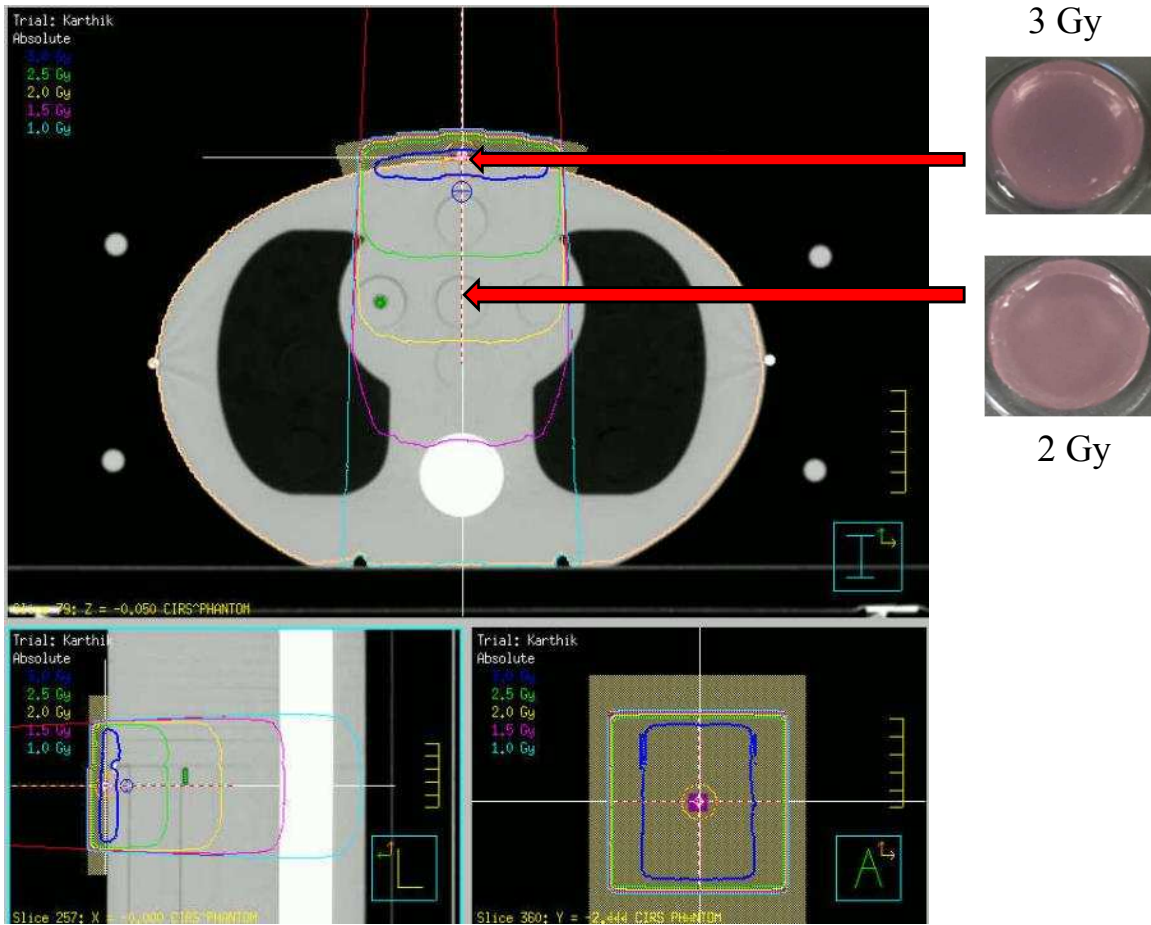 Trial: Karthik
Absolute
3.0 Gy
2.5 Gy
2.0 Gy
1.5 Gy
1.0 Gy
3 Gy
2 Gy
I
Slice 79: Z = -0.050 CIRS^PHANTOM
Trial: Karthik
Absolute
3.0 Gy
2.5 Gy
2.0 Gy
1.5 Gy
1.0 Gy
L
Slice 257: X = -0.000 CIRS^PHANTOM
Trial: Karthik
Absolute
3.0 Gy
2.5 Gy
2.0 Gy
1.5 Gy
1.0 Gy
A
Slice 360: Y = -2.444 CIRS PHANTOM